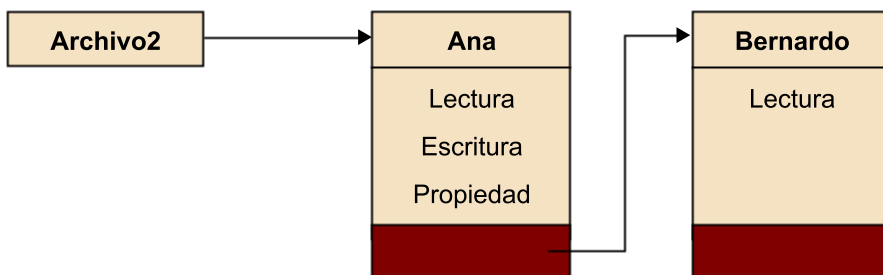 Archivo2
Ana
Lectura
Escritura
Propiedad
Bernardo
Lectura